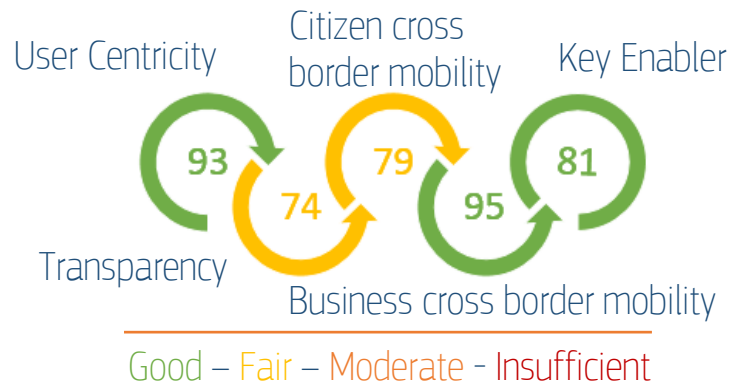 User Centricity
Citizen cross
border mobility
Key Enabler
93
79
81
74
95
Transparency
Business cross border mobility
Good – Fair – Moderate - Insufficient